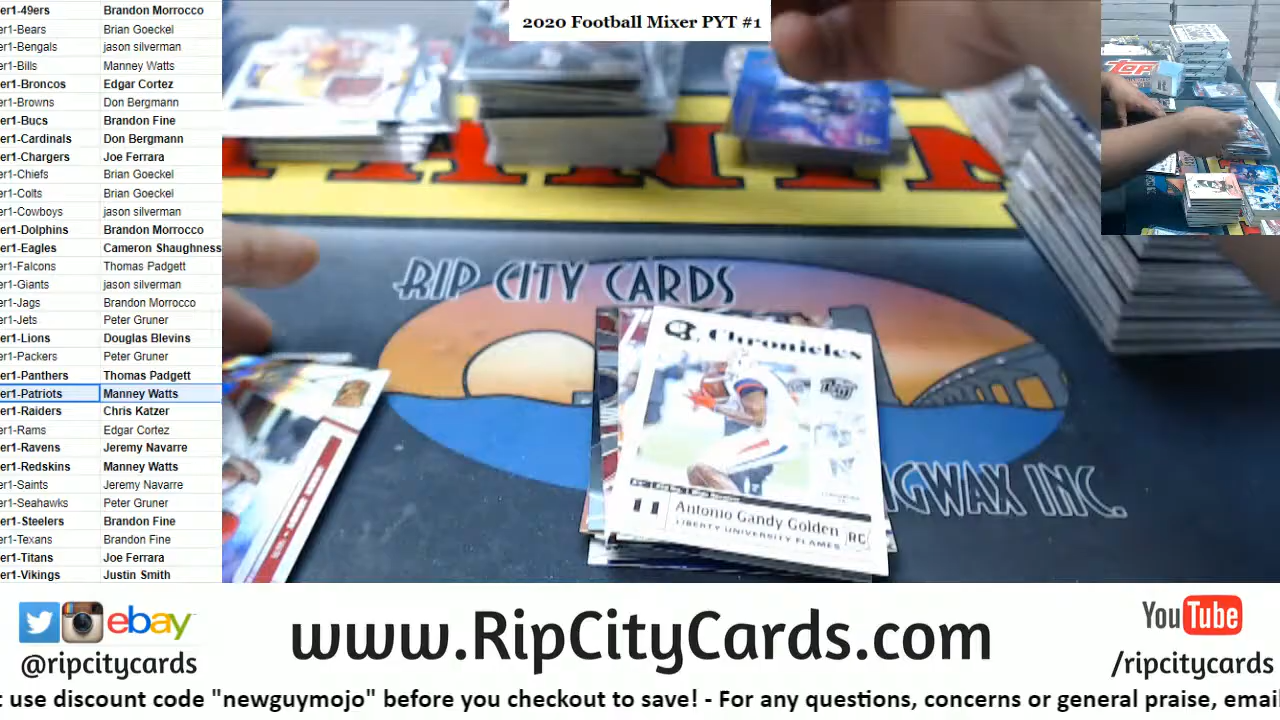 2020 Football Mixer PYT #1
er1-49ers Brandon Morrocco
er1-Bears Brian Goeckel
er1-Bengals jason silverman
er1-Bills Manney Watts
er1-Broncos Edgar Cortez
er1-Browns Don Bergmann
er1-Bucs Brandon Fine
er1-Cardinals Don Bergmann
er1-Chargers Joe Ferrara
er1-Chiefs Brian Goeckel
er1-Colts Brian Goeckel
er1-Cowboys jason silverman
er1-Dolphins Brandon Morrocco
er1-Eagles Cameron Shaughness
er1-Falcons Thomas Padgett
er1-Giants jason silverman
er1-Jags Brandon Morrocco
er1-Jets Peter Gruner
er1-Lions Douglas Blevins
er1-Packers Peter Gruner
er1-Panthers Thomas Padgett
er1-Patriots Manney Watts
er1-Raiders Chris Katzer
er1-Rams Edgar Cortez
er1-Ravens Jeremy Navarre
er1-Redskins Manney Watts
er1-Saints Jeremy Navarre
er1-Seahawks Peter Gruner
er1-Steelers Brandon Fine
er1-Texans Brandon Fine
er1-Titans Joe Ferrara
er1-Vikings Justin Smith
RIP CITY CARDS
Chronicles
11 Antonio Gandy Golden RC
LIBERTY UNIVERSITY FLAMES
GWAX INC.
ebay
@ripcitycards
www.RipCityCards.com
YouTube
/ripcitycards
t use discount code "newguymojo" before you checkout to save! - For any questions, concerns or general praise, email